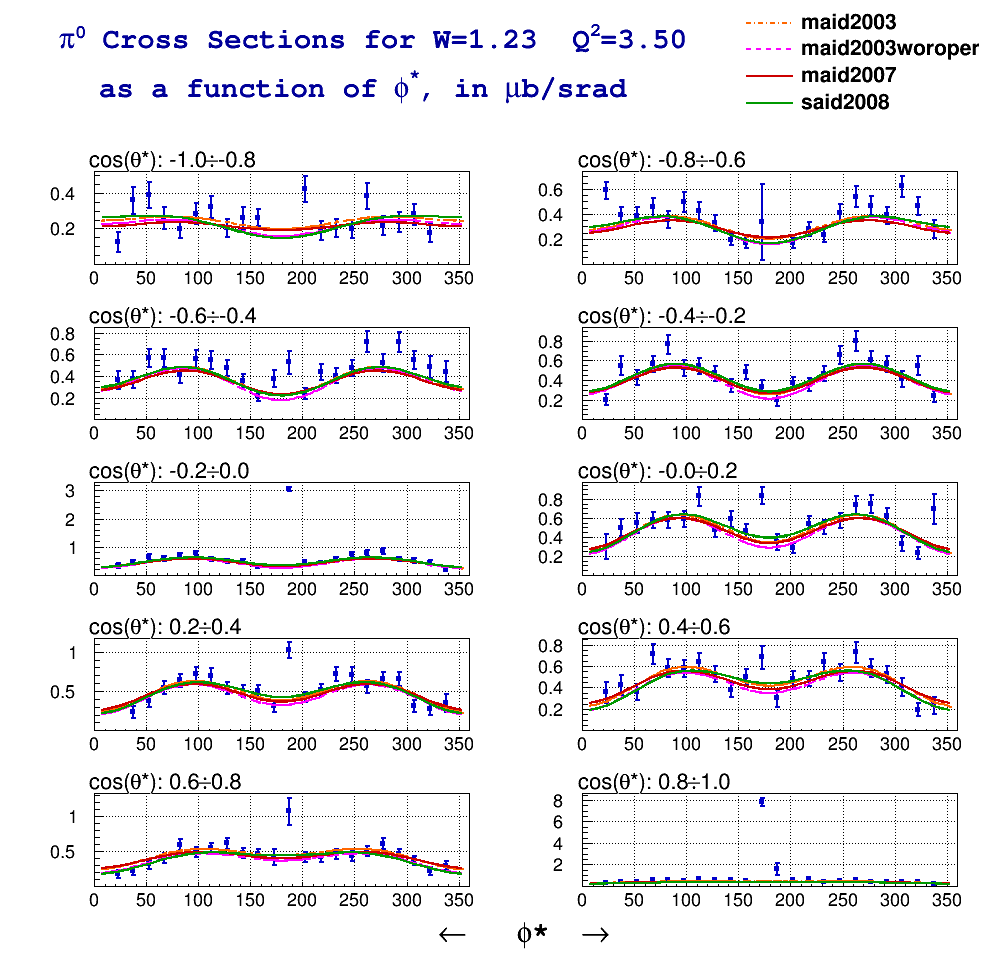 π⁰ Cross Sections for W=1.23 Q²=3.50
as a function of ϕ*, in μb/srad
maid2003
maid2003woroper
maid2007
said2008
cos(θ*): -1.0÷-0.8
0.4
0.2
0 50 100 150 200 250 300 350
cos(θ*): -0.8÷-0.6
0.6
0.4
0.2
0 50 100 150 200 250 300 350
cos(θ*): -0.6÷-0.4
0.8
0.6
0.4
0.2
0 50 100 150 200 250 300 350
cos(θ*): -0.4÷-0.2
0.8
0.6
0.4
0.2
0 50 100 150 200 250 300 350
cos(θ*): -0.2÷0.0
3
2
1
0 50 100 150 200 250 300 350
cos(θ*): -0.0÷0.2
0.8
0.6
0.4
0.2
0 50 100 150 200 250 300 350
cos(θ*): 0.2÷0.4
1
0.5
0 50 100 150 200 250 300 350
cos(θ*): 0.4÷0.6
0.8
0.6
0.4
0.2
0 50 100 150 200 250 300 350
cos(θ*): 0.6÷0.8
1
0.5
0 50 100 150 200 250 300 350
cos(θ*): 0.8÷1.0
8
6
4
2
0 50 100 150 200 250 300 350
← ϕ* →